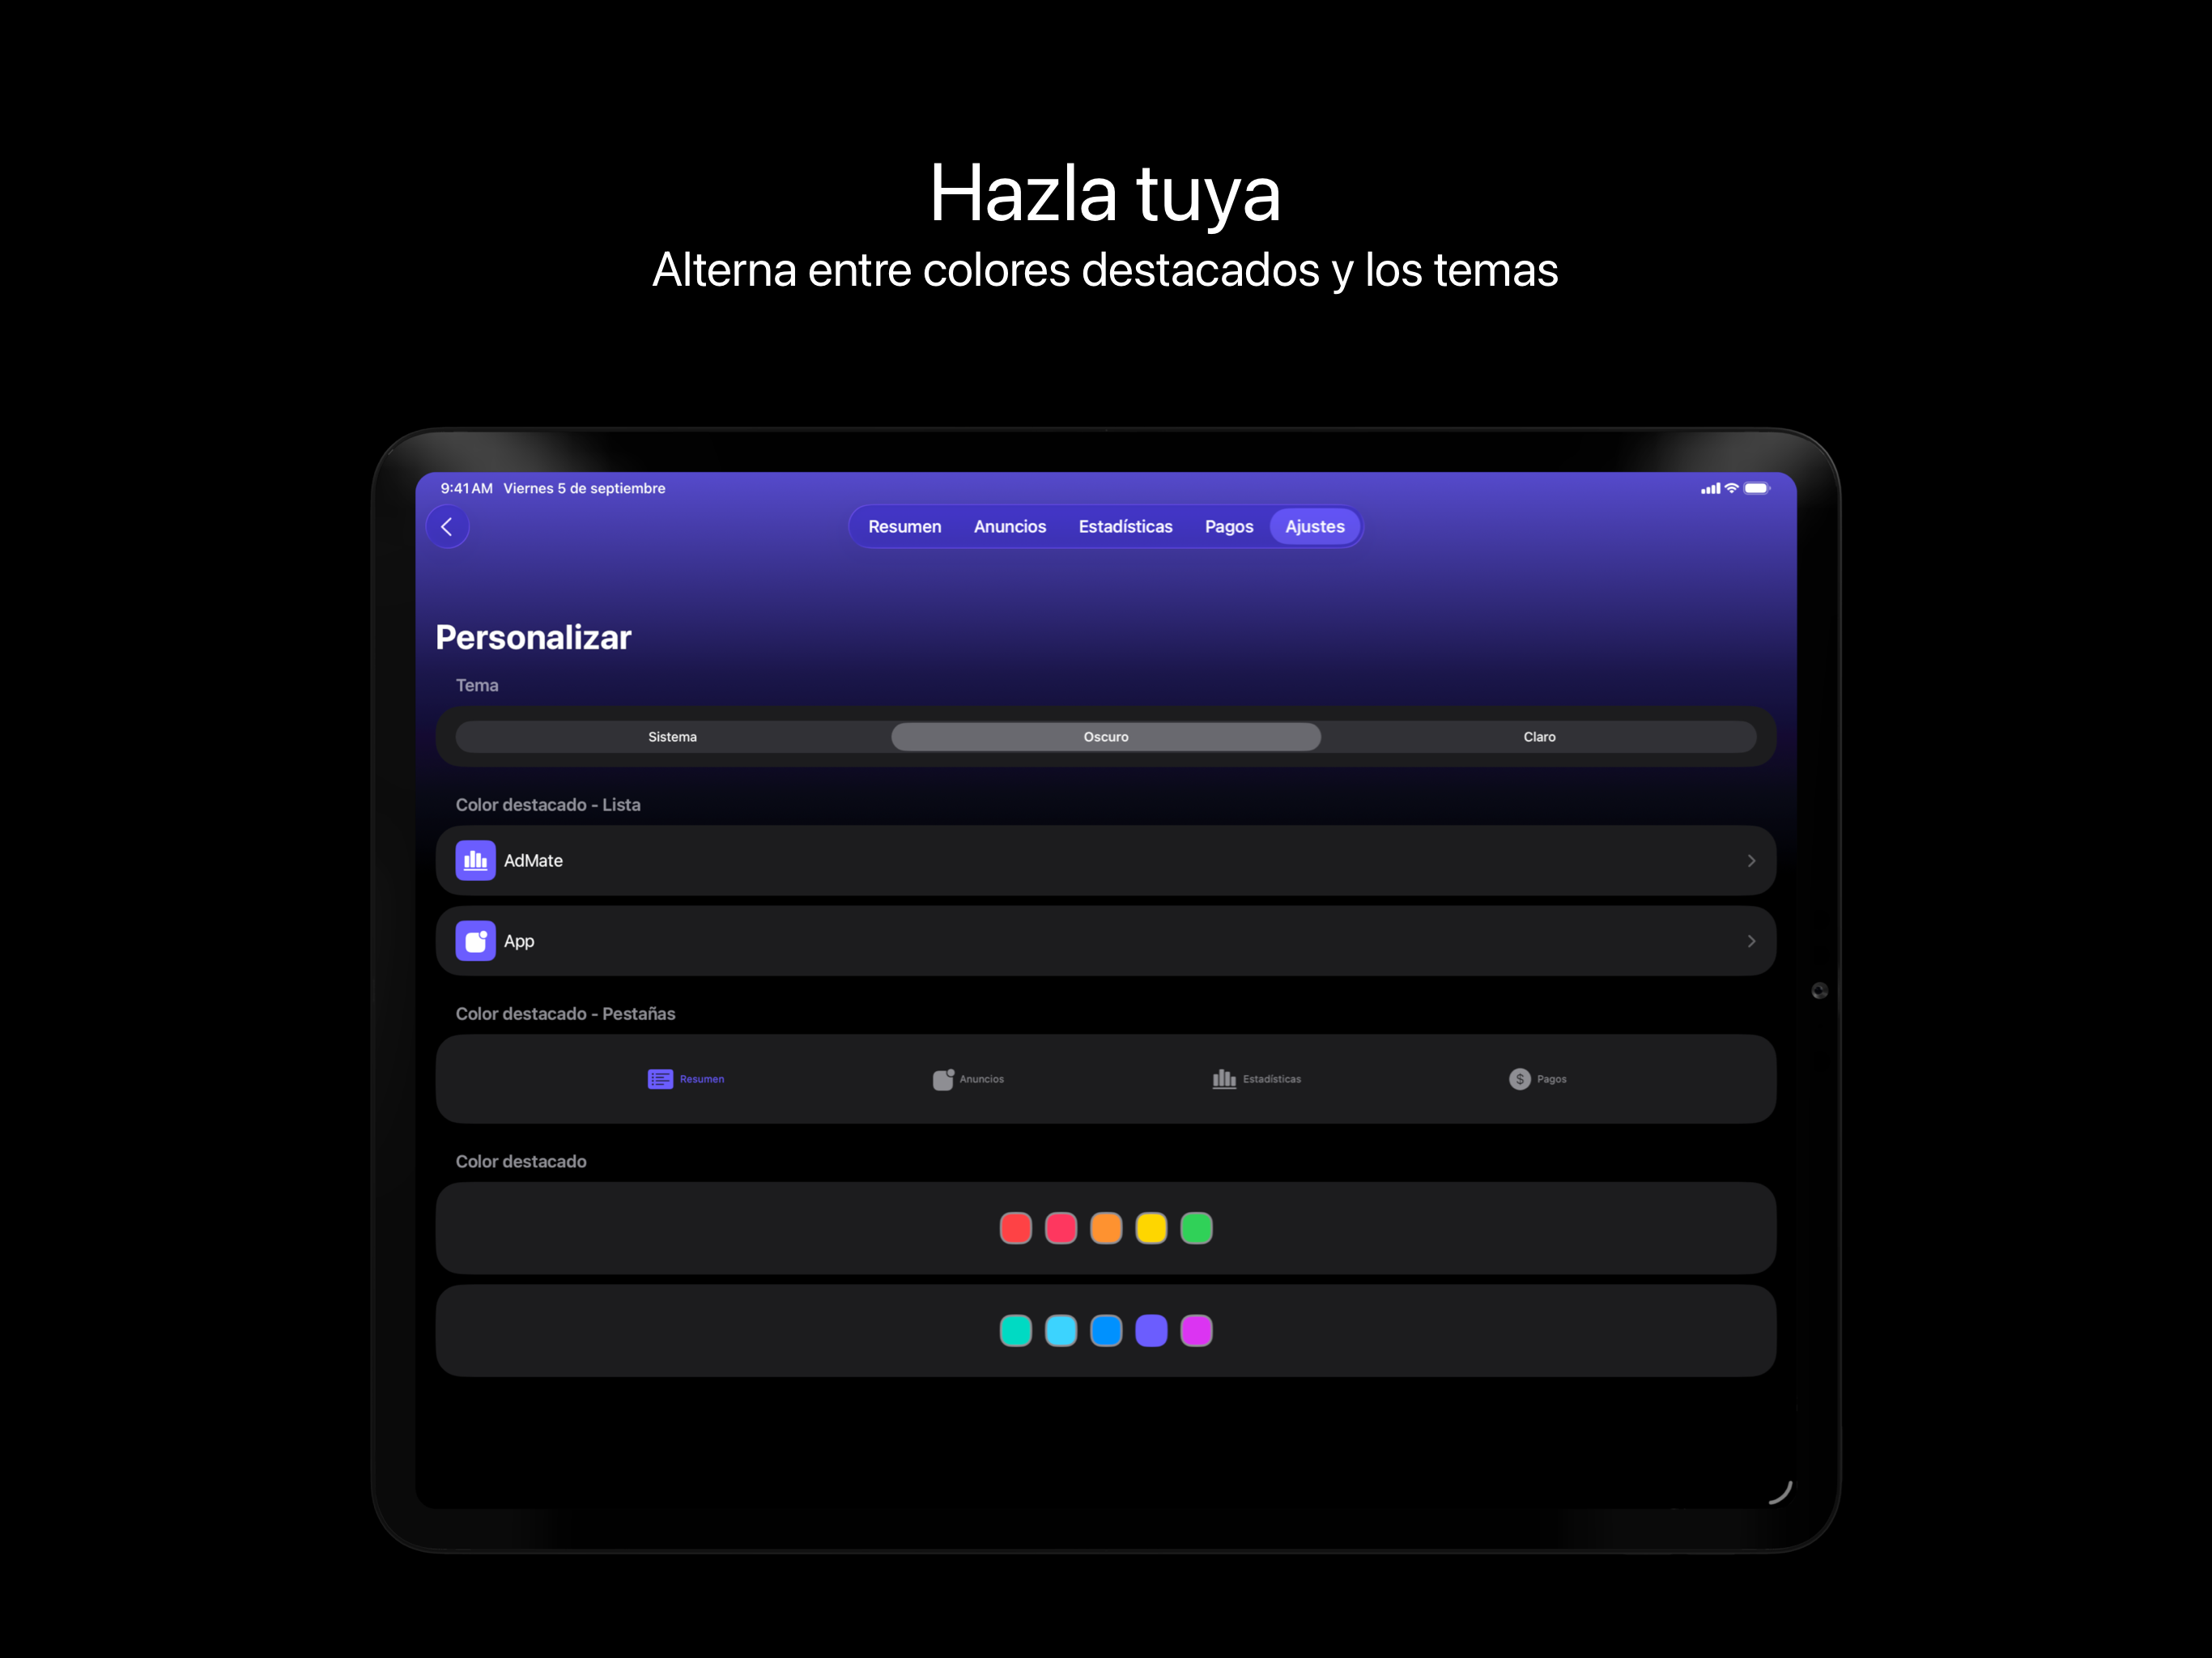 Hazla tuya
Alterna entre colores destacados y los temas
9:41 AM Viernes 5 de septiembre
Resumen Anuncios Estadísticas Pagos Ajustes
Personalizar
Tema
Sistema Oscuro Claro
Color destacado - Lista
AdMate
App
Color destacado - Pestañas
Resumen Anuncios Estadísticas $ Pagos
Color destacado